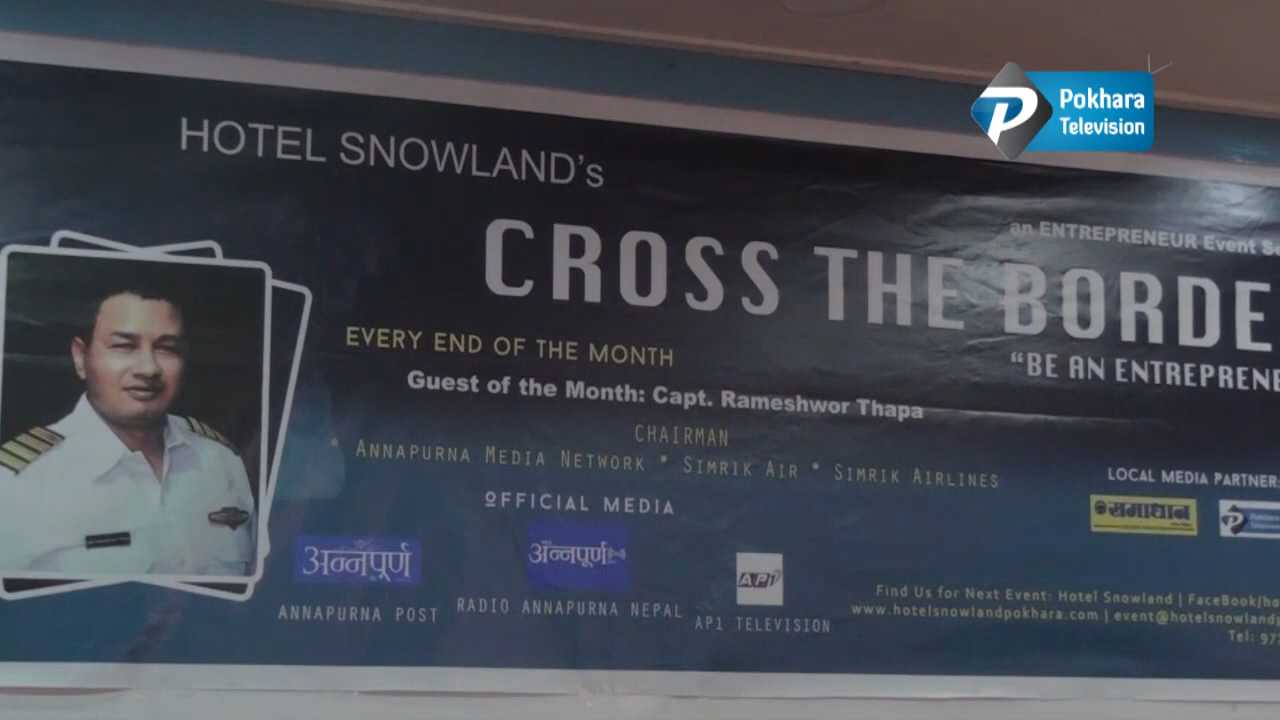 Pokhara
Television
HOTEL SNOWLAND's
an ENTREPRENEUR Event
CROSS THE BORDE
"BE AN ENTREPRENE
EVERY END OF THE MONTH
Guest of the Month: Capt. Rameshwor Thapa
CHAIRMAN
ANNAPURNA MEDIA NETWORK * SIMRIK AIR * SIMRIK AIRLINES
LOCAL MEDIA PARTNER:
समाधान
OFFICIAL MEDIA
अन्नपूर्ण
अन्नपूर्ण
AP1
ANNAPURNA POST
RADIO ANNAPURNA NEPAL
AP1 TELEVISION
Find Us for Next Event: Hotel Snowland | FaceBook/ho
www.hotelsnowlandpokhara.com | event@hotelsnowlandp
Tel: 97